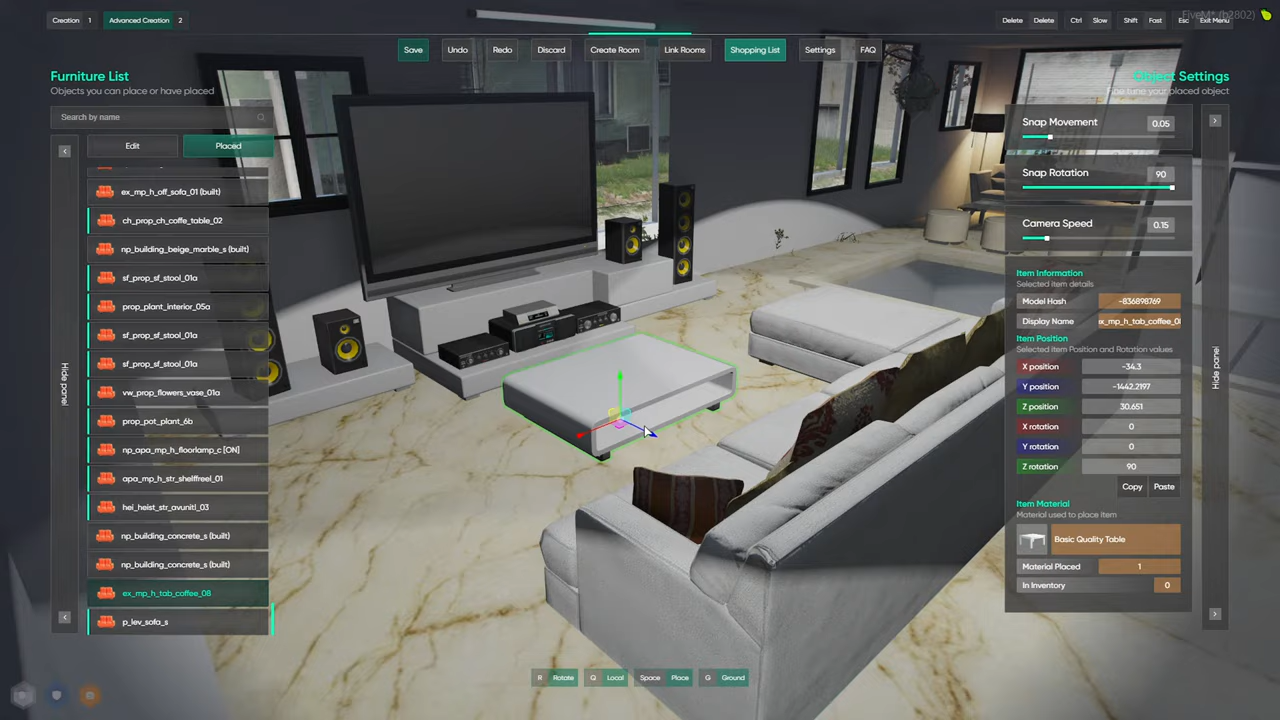 Creation 1 Advanced Creation 2
Delete Delete Ctrl Slow Shift Fast Esc Exit Menu
FiveM* (b2802)
Save Undo Redo Discard Create Room Link Rooms Shopping List Settings FAQ
Furniture List
Objects you can place or have placed
Search by name
Edit Placed
Hide panel
ex_mp_h_off_sofa_01 (built)
ch_prop_ch_coffe_table_02
np_building_beige_marble_s (built)
sf_prop_sf_stool_01a
prop_plant_interior_05a
sf_prop_sf_stool_01a
sf_prop_sf_stool_01a
vw_prop_flowers_vase_01a
prop_pot_plant_6b
np_apa_mp_h_floorlamp_c [ON]
apa_mp_h_str_shelffreel_01
hei_heist_str_avunitl_03
np_building_concrete_s (built)
np_building_concrete_s (built)
ex_mp_h_tab_coffee_08
p_lev_sofa_s
R Rotate Q Local Space Place G Ground
Object Settings
Fine tune your placed object
Snap Movement 0.05
Snap Rotation 90
Camera Speed 0.15
Item Information
Selected item details
Model Hash -836898769
Display Name ex_mp_h_tab_coffee_0
Item Position
Selected item Position and Rotation values
X position -34.3
Y position -1442.2197
Z position 30.651
X rotation 0
Y rotation 0
Z rotation 90
Copy Paste
Item Material
Material used to place item
Basic Quality Table
Material Placed 1
In Inventory 0
Hide panel